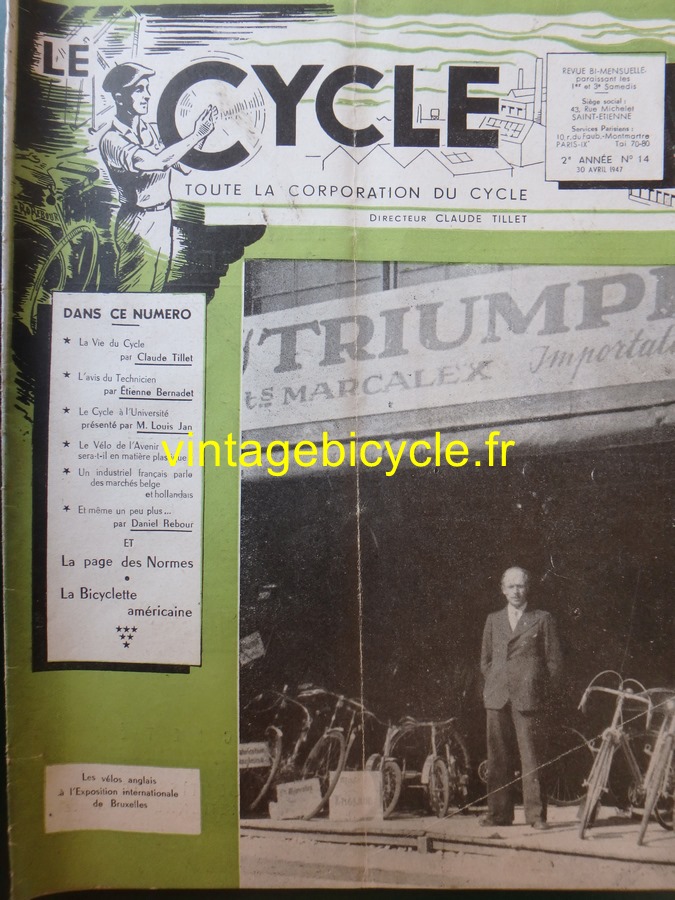 LE CYCLE
TOUTE LA CORPORATION DU CYCLE
DIRECTEUR CLAUDE TILLET
REVUE BI-MENSUELLE
paraissant les
1er et 3e Samedis
Siège social :
43, Rue Michelet
SAINT-ETIENNE
Services Parisiens :
10, r. du Faub.-Montmartre
PARIS-IXe Tai 70-80
2e ANNÉE No 14
30 AVRIL 1947
DANS CE NUMERO
★ La Vie du Cycle
par Claude Tillet
★ L'avis du Technicien
par Étienne Bernadet
★ Le Cycle à l'Université
présenté par M. Louis Jan
★ Le Vélo de l'Avenir
sera-t-il en matière plastique
★ Un industriel français parle
des marchés belge
et hollandais
★ Et même un peu plus...
par Daniel Rebour
ET
La page des Normes
•
La Bicyclette
américaine
TRIUMPH
ts MARCALEX Importat
vintagebicycle.fr
Les vélos anglais
à l'Exposition internationale
de Bruxelles